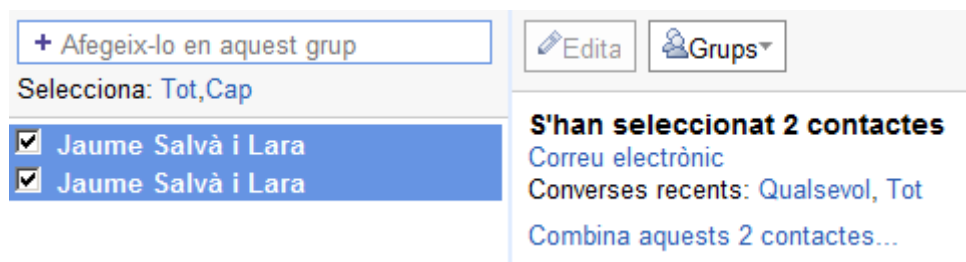 + Afegeix-lo en aquest grup
Selecciona: Tot,Cap
Jaume Salvà i Lara
Jaume Salvà i Lara
Edita Grups
S'han seleccionat 2 contactes
Correu electrònic
Converses recents: Qualsevol, Tot
Combina aquests 2 contactes...